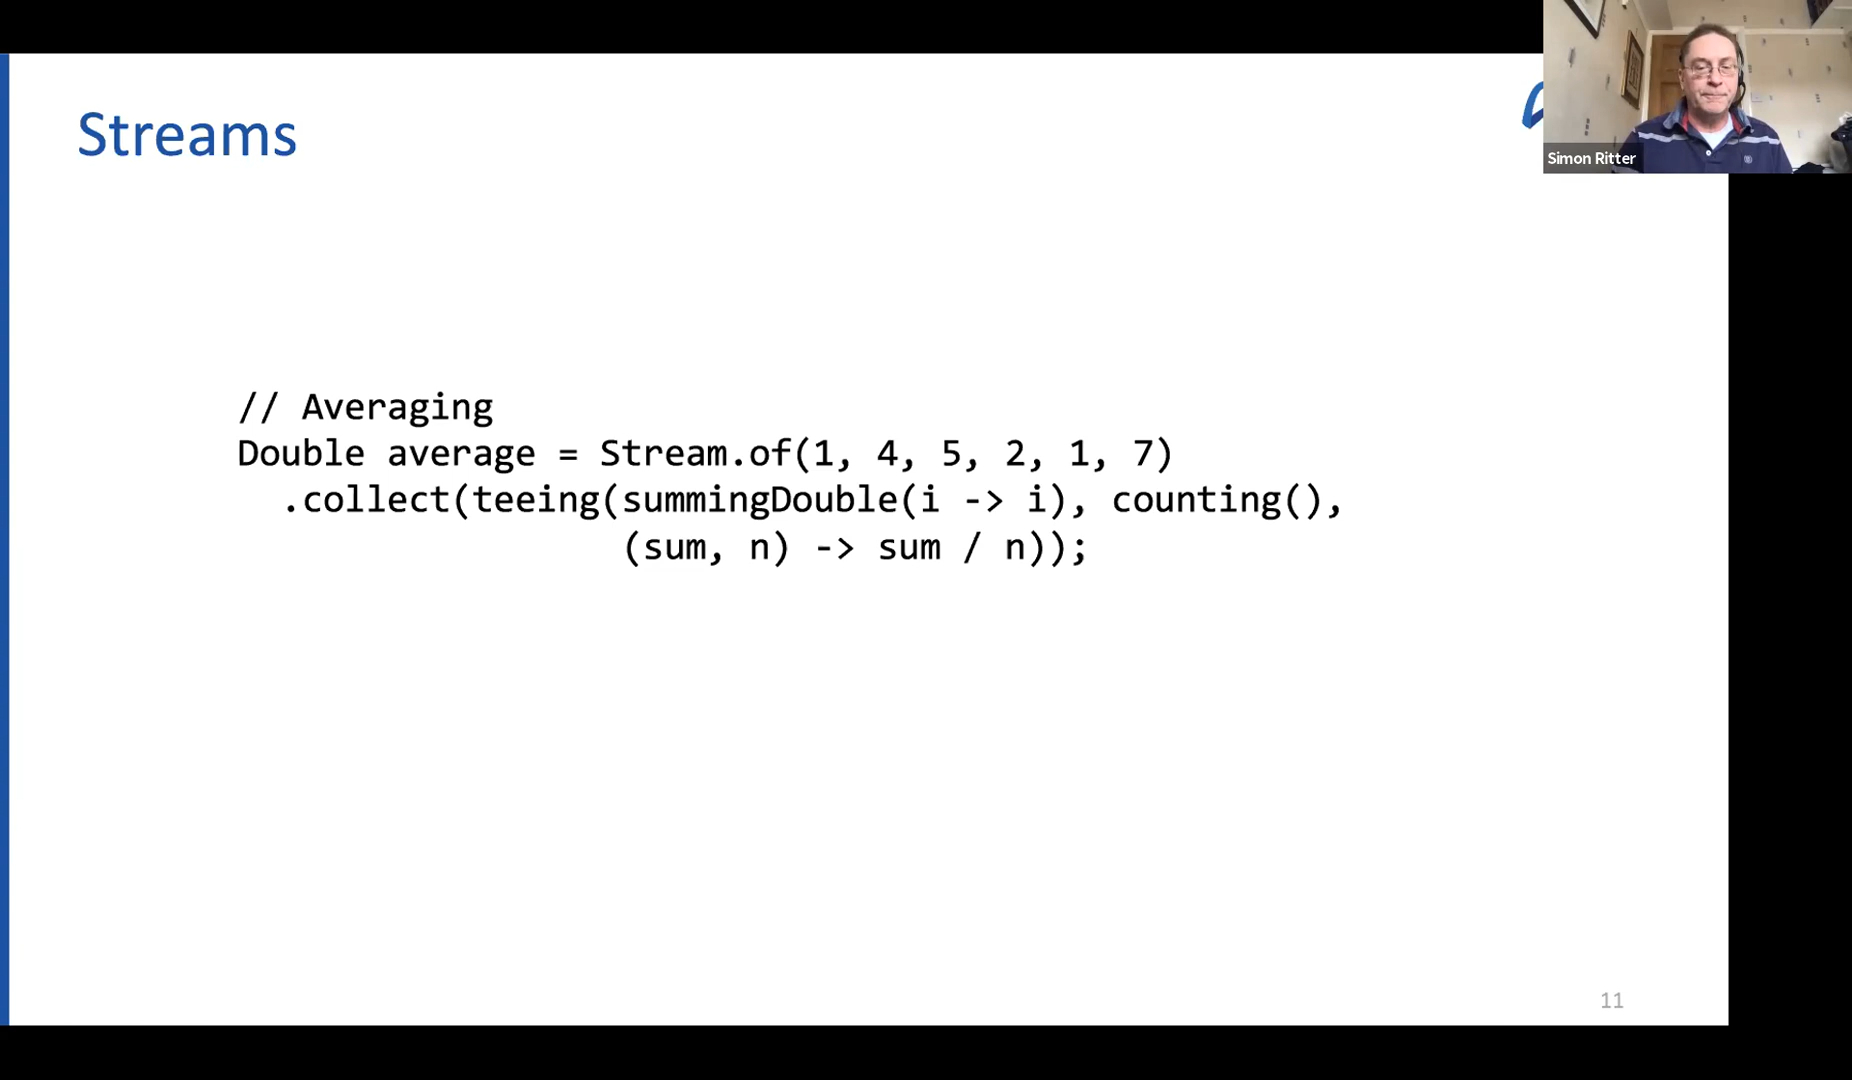 Streams
Simon Ritter
// Averaging
Double average = Stream.of(1, 4, 5, 2, 1, 7)
.collect(teeing(summingDouble(i -> i), counting(),
(sum, n) -> sum / n));
11